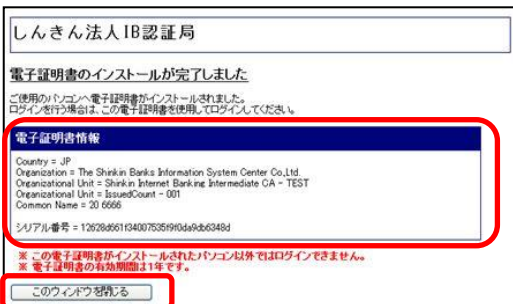 しんきん法人IB認証局
電子証明書のインストールが完了しました
ご使用のパソコンへ電子証明書がインストールされました。
ログインを行う場合は、この電子証明書を使用してログインしてください。
電子証明書情報
Country = JP
Organization = The Shinkin Banks Information System Center Co.,Ltd.
Organizational Unit = Shinkin Internet Banking Intermediate CA - TEST
Organizational Unit = IssuedCount - 001
Common Name = 20 6666
シリアル番号 = 12628d661f34007535f9f0da9db6348d
※ この電子証明書がインストールされたパソコン以外ではログインできません。
※ 電子証明書の有効期間は1年です。
このウィンドウを閉じる